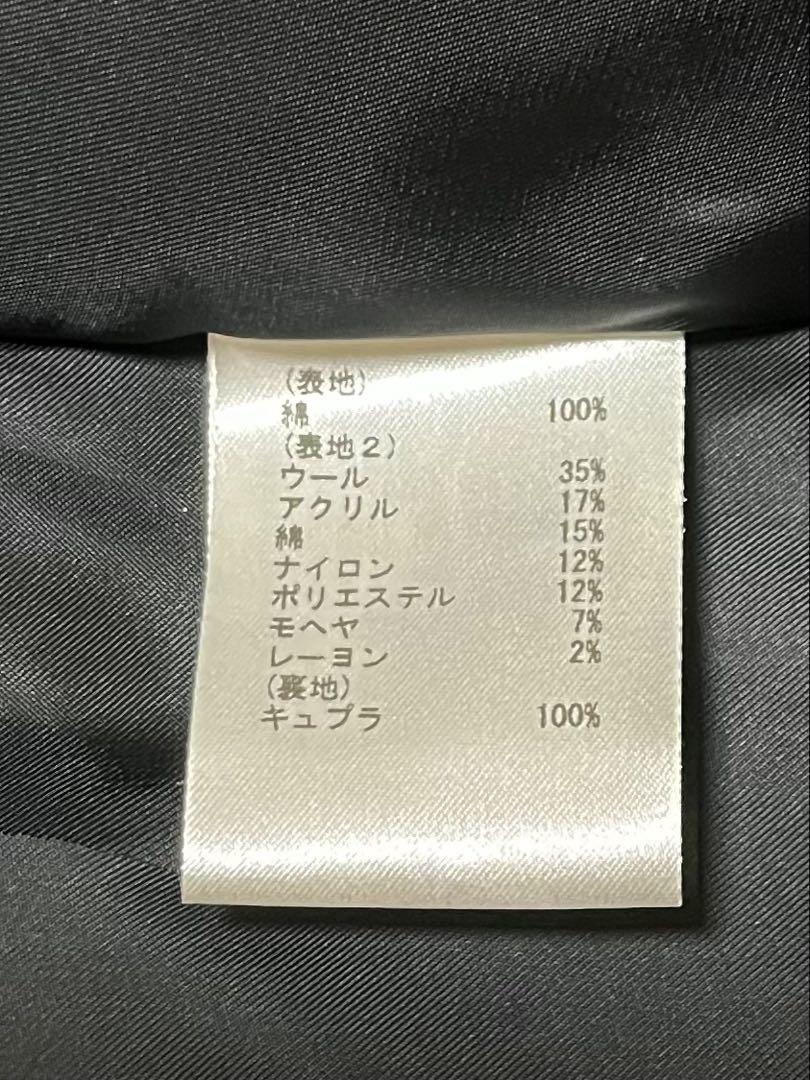 (表地)
綿 100%
(表地2)
ウール 35%
アクリル 17%
綿 15%
ナイロン 12%
ポリエステル 12%
モヘヤ 7%
レーヨン 2%
(裏地)
キュプラ 100%